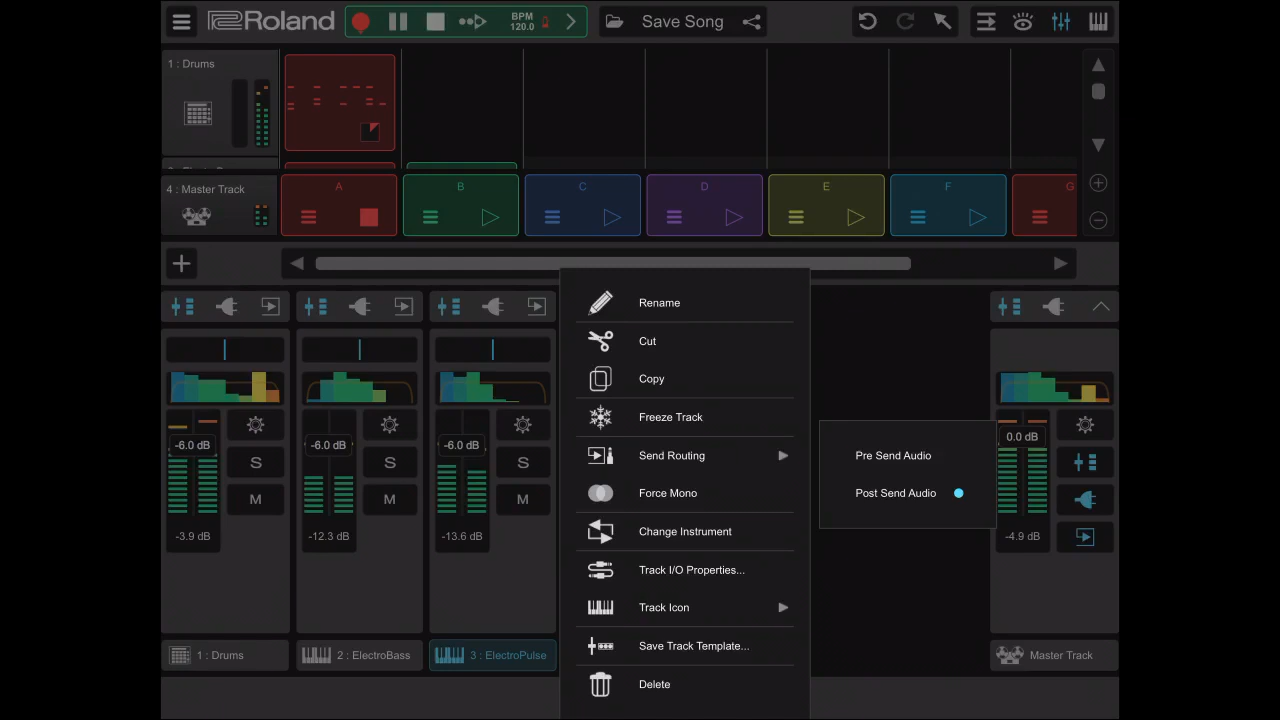 Roland
BPM
120.0
Save Song
1 : Drums
4 : Master Track
A
B
C
D
E
F
G
Rename
Cut
Copy
Freeze Track
Send Routing
Force Mono
Change Instrument
Track I/O Properties...
Track Icon
Save Track Template...
Delete
Pre Send Audio
Post Send Audio
-6.0 dB
S
M
-3.9 dB
-6.0 dB
S
M
-12.3 dB
-6.0 dB
S
M
-13.6 dB
0.0 dB
-4.9 dB
1 : Drums
2 : ElectroBass
3 : ElectroPulse
Master Track